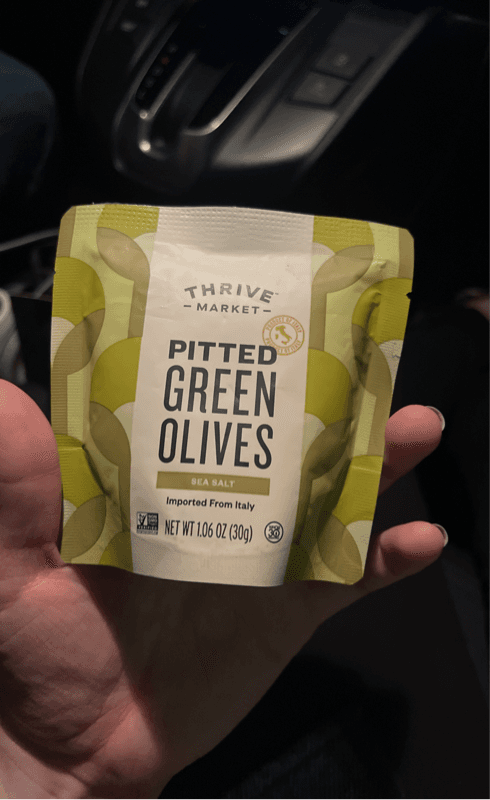 THRIVE
MARKET
PITTED
GREEN
OLIVES
SEA SALT
Imported From Italy
NET WT 1.06 OZ (30g)